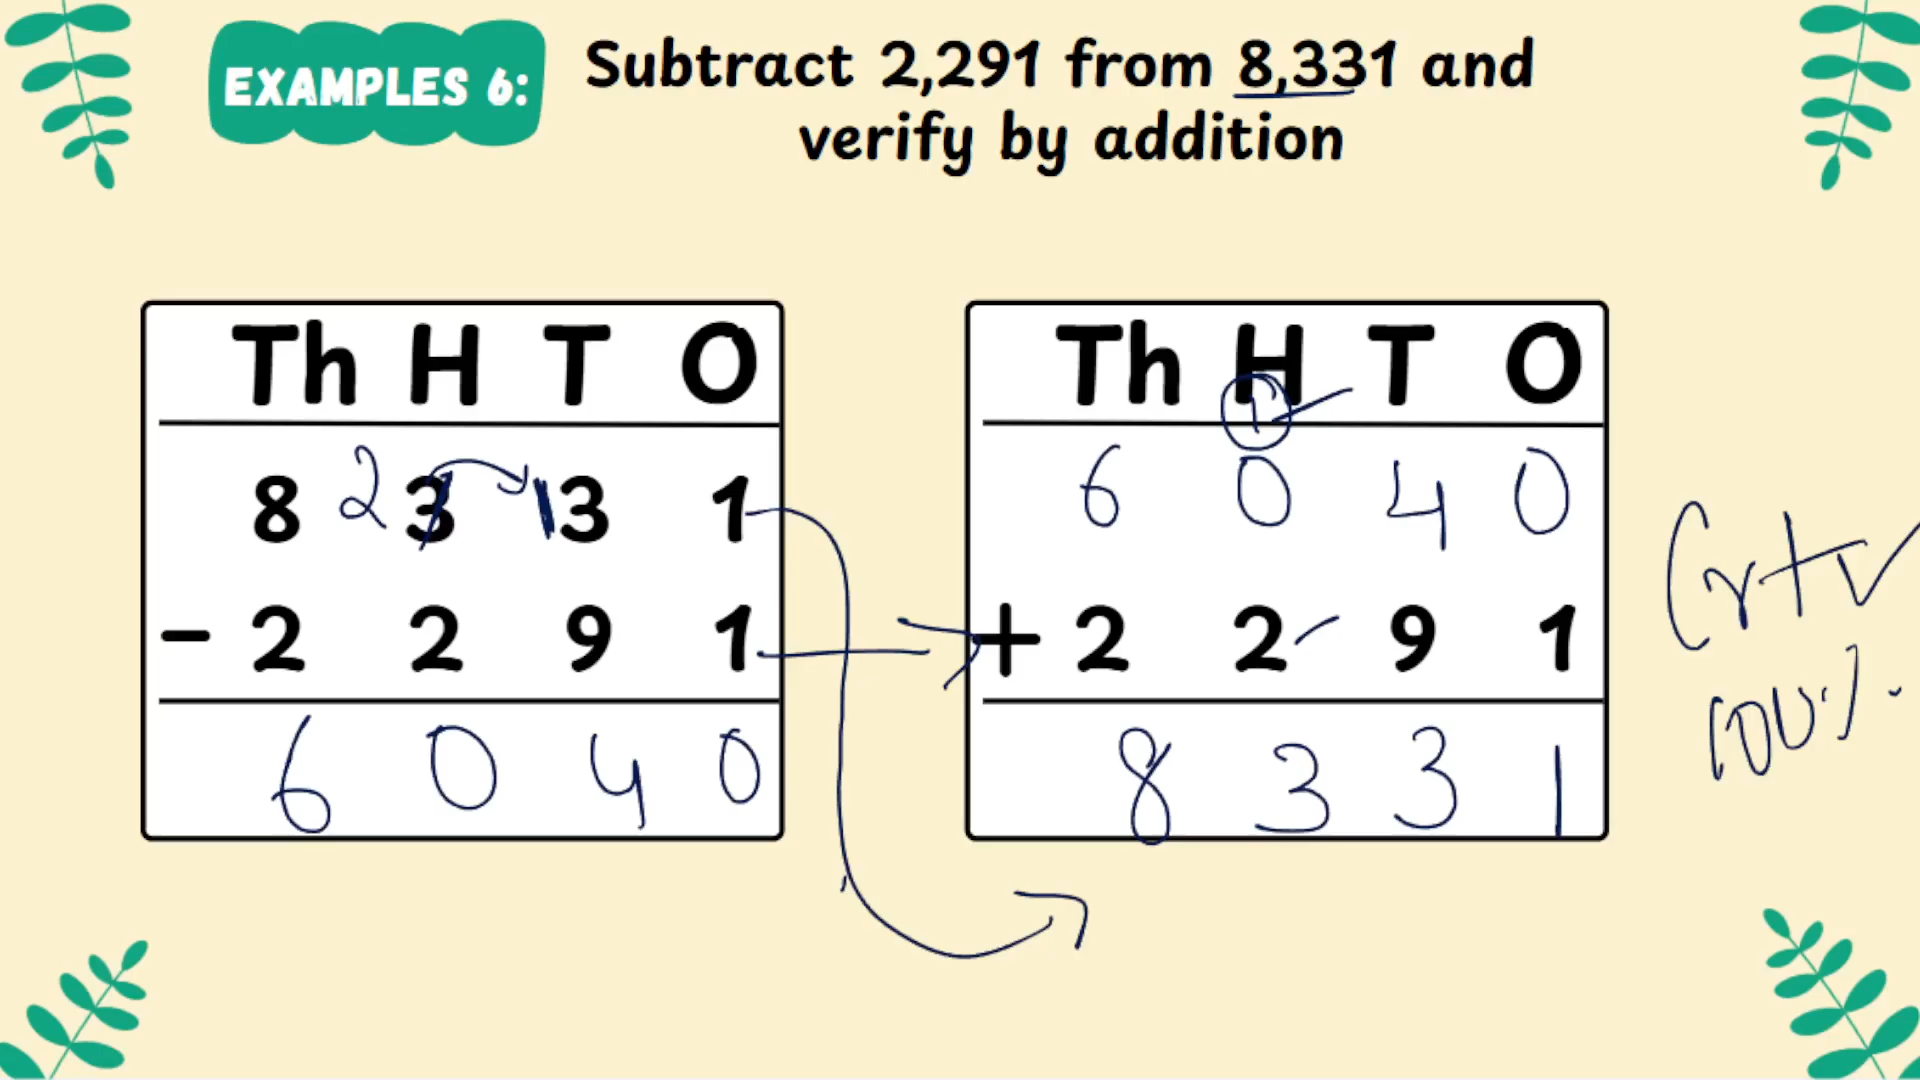 EXAMPLES 6:
Subtract 2,291 from 8,331 and
verify by addition
Th H T O
8 2 3 13 1
- 2 2 9 1
6 0 4 0
Th H T O
1
6 0 4 0
+ 2 2 9 1
8 3 3 1
100%.